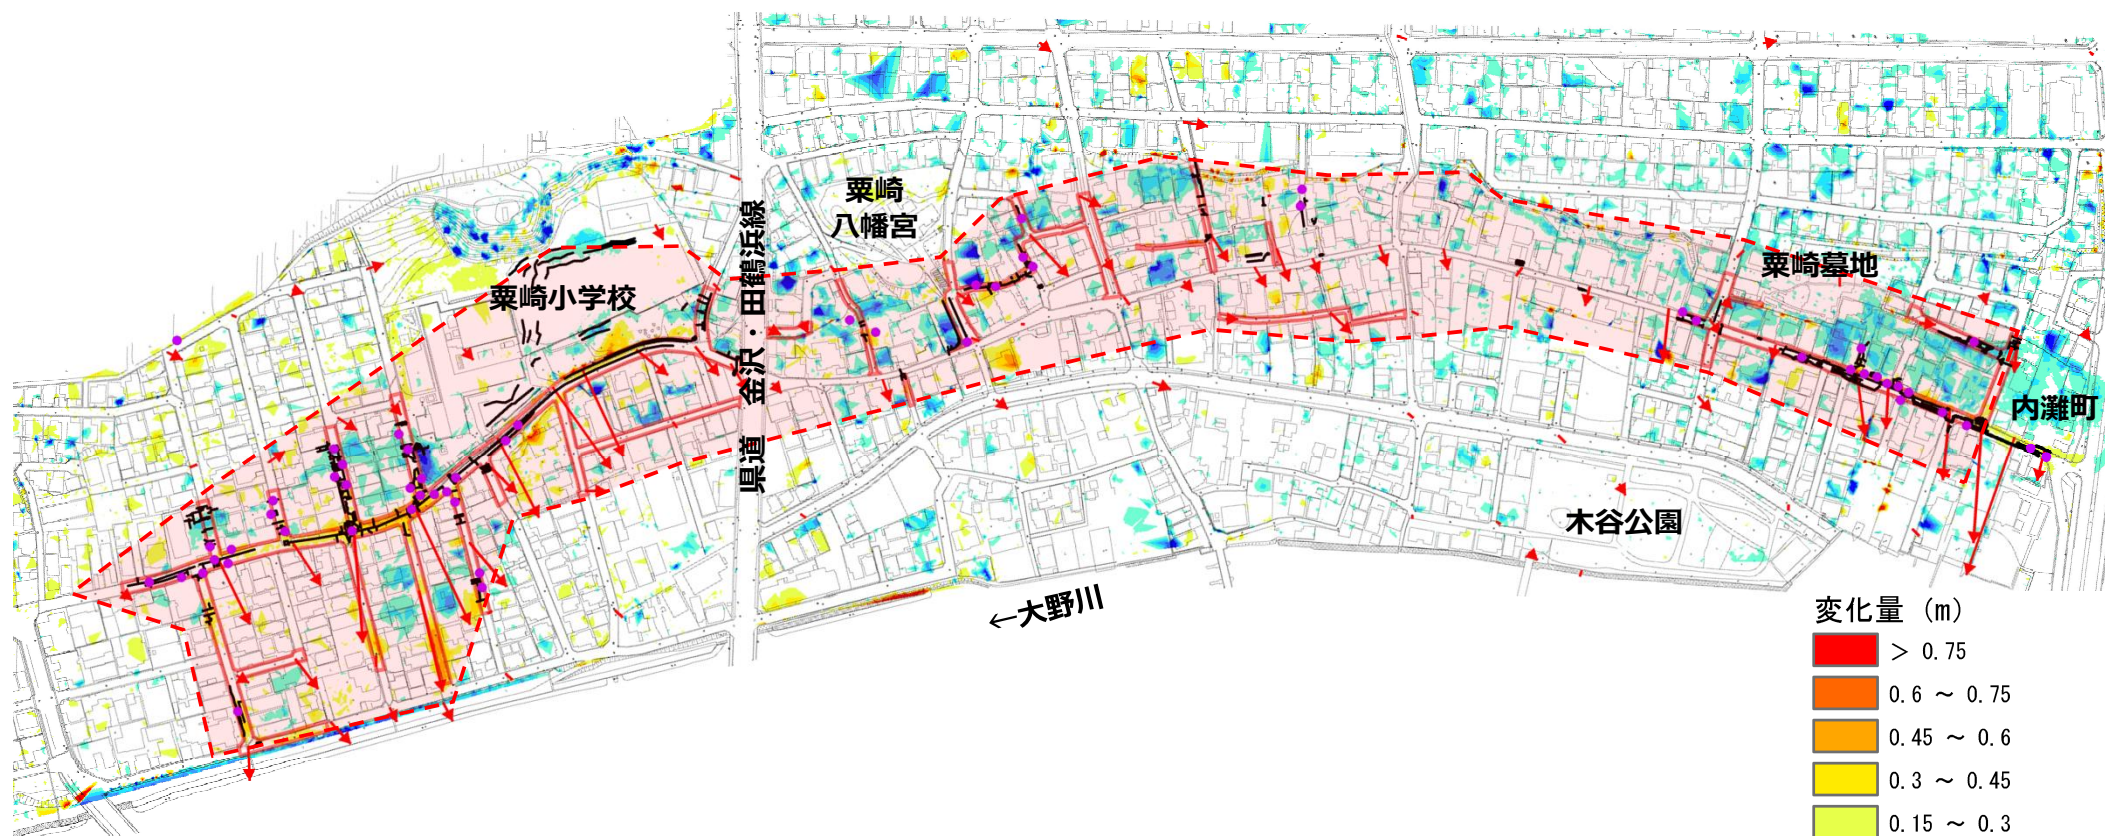 粟崎
八幡宮
粟崎小学校
県道 金沢・田鶴浜線
粟崎墓地
内灘町
木谷公園
←大野川
変化量 (m)
> 0.75
0.6 ～ 0.75
0.45 ～ 0.6
0.3 ～ 0.45
0.15 ～ 0.3